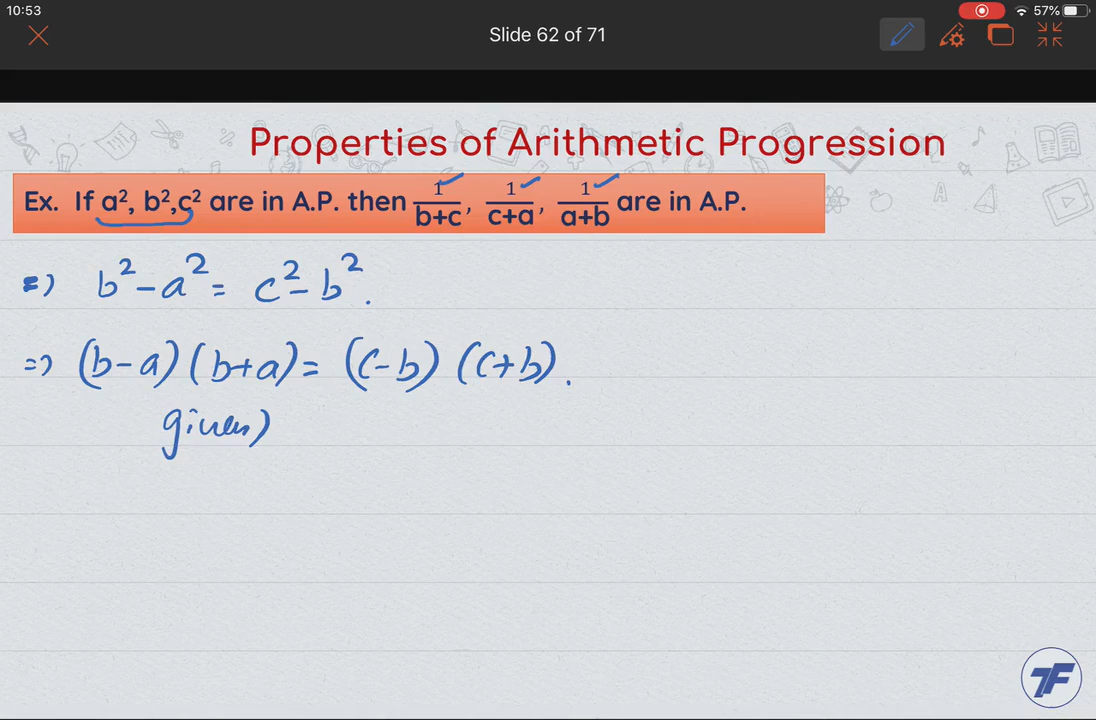 10:53
Slide 62 of 71
57%
Properties of Arithmetic Progression
Ex. If a², b²,c² are in A.P. then 1/b+c, 1/c+a, 1/a+b are in A.P.
=) b² - a² = c² - b².
=) (b-a) (b+a) = (c-b) (c+b).
given)
TF